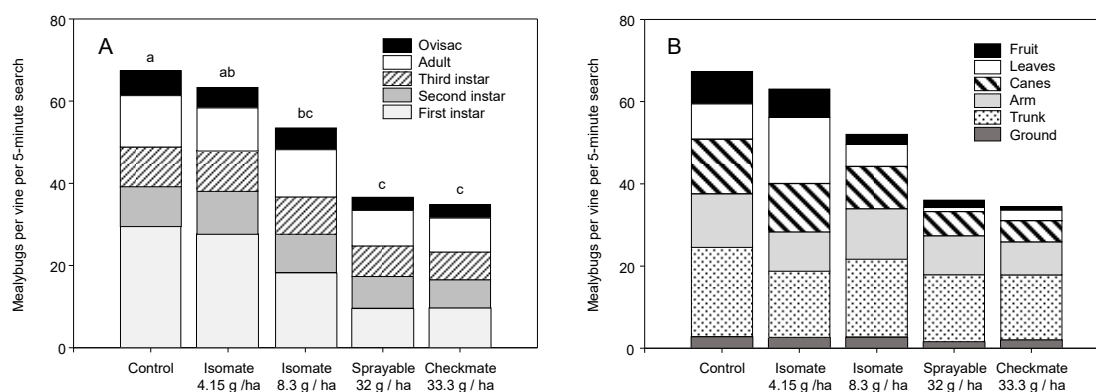 80
60
40
20
0
Mealybugs per vine per 5-minute search
A
a
ab
bc
c
c
Ovisac
Adult
Third instar
Second instar
First instar
Control
Isomate
4.15 g /ha
Isomate
8.3 g / ha
Sprayable
32 g / ha
Checkmate
33.3 g / ha
80
60
40
20
0
Mealybugs per vine per 5-minute search
B
Fruit
Leaves
Canes
Arm
Trunk
Ground
Control
Isomate
4.15 g /ha
Isomate
8.3 g / ha
Sprayable
32 g / ha
Checkmate
33.3 g / ha